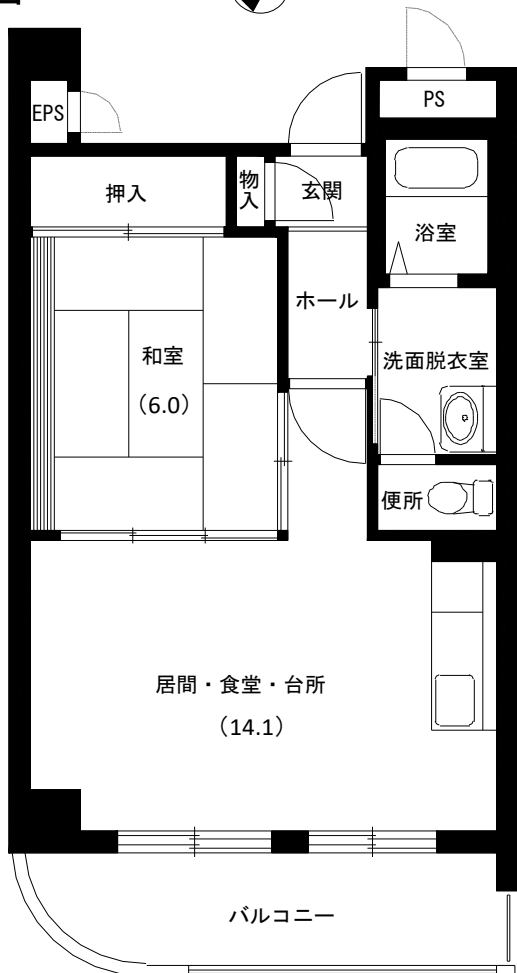 EPS
PS
押入
物入
玄関
浴室
ホール
和室
(6.0)
洗面脱衣室
便所
居間・食堂・台所
(14.1)
バルコニー